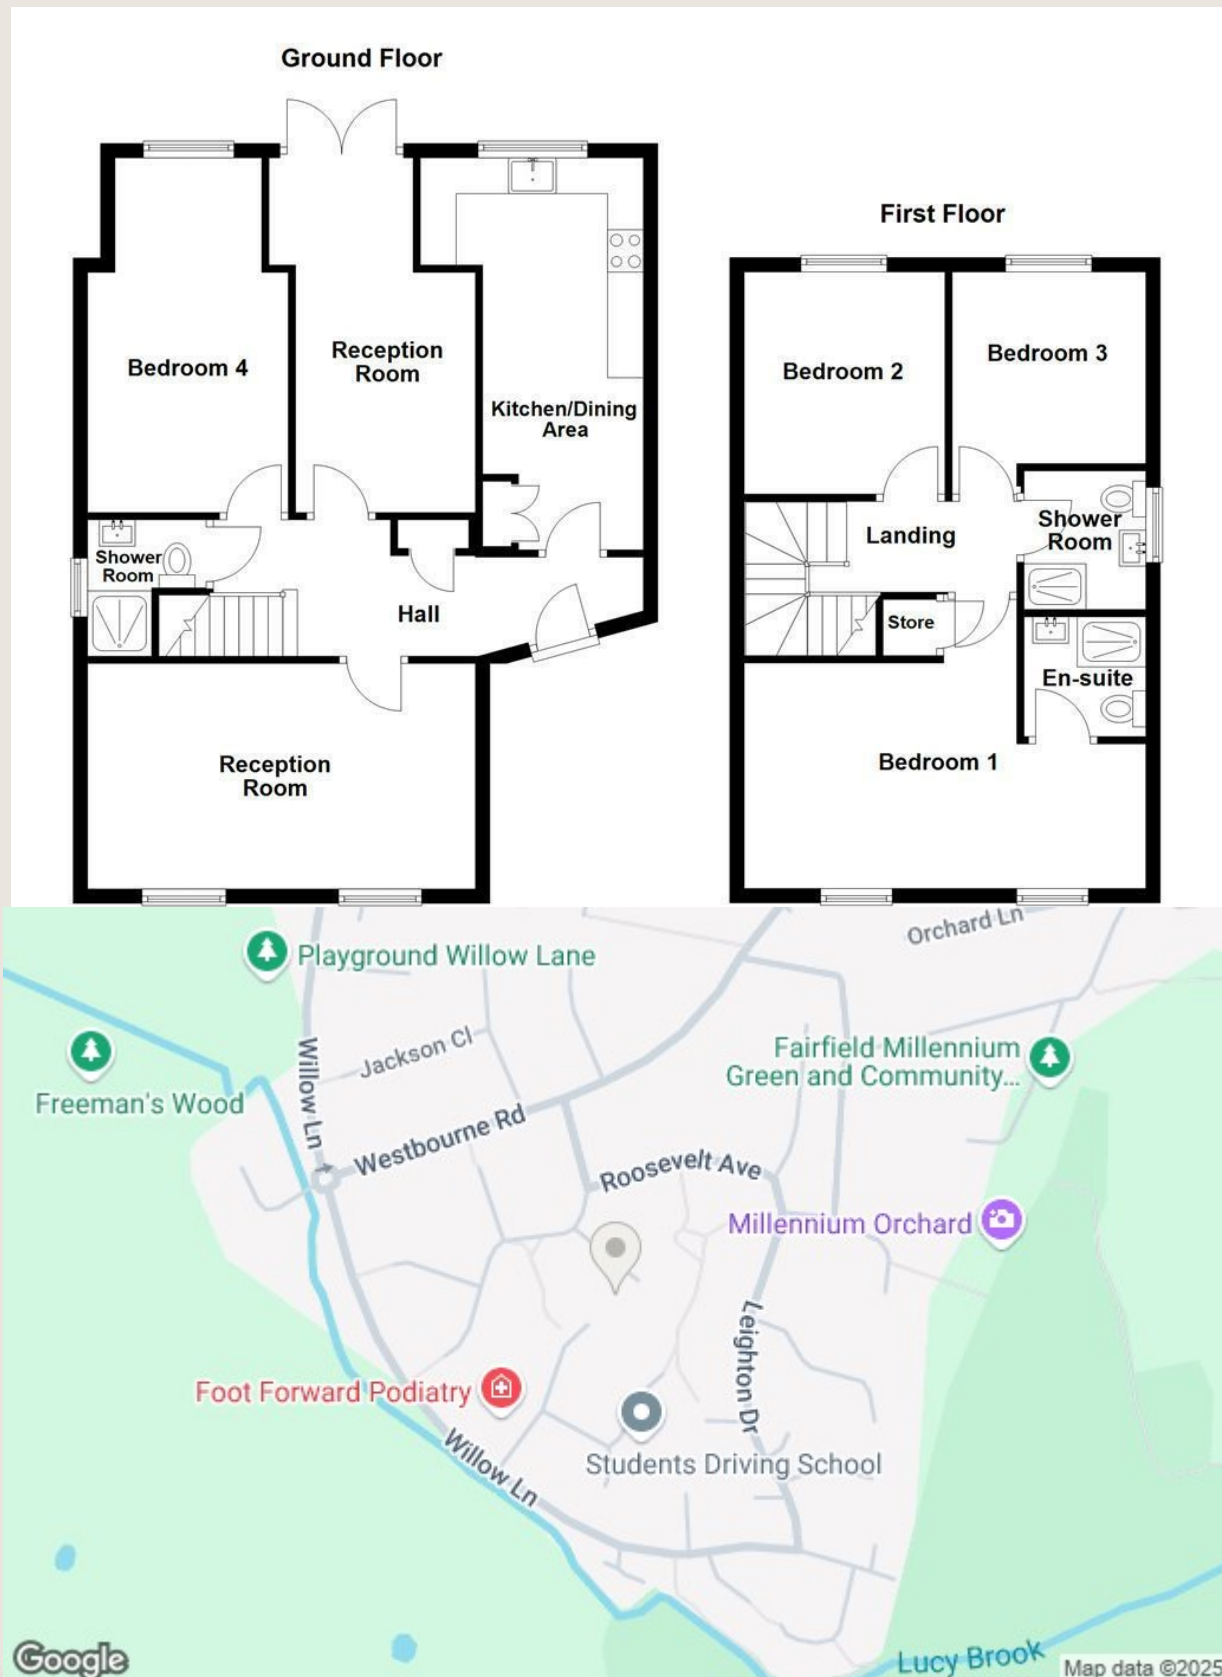 Ground Floor
First Floor
Bedroom 4
Reception
Room
Kitchen/Dining
Area
Shower
Room
Hall
Reception
Room
Bedroom 2
Bedroom 3
Landing
Shower
Room
Store
En-suite
Bedroom 1
Orchard Ln
Playground Willow Lane
Jackson Cl
Fairfield Millennium
Green and Community...
Freeman's Wood
Willow Ln
Westbourne Rd
Roosevelt Ave
Millennium Orchard
Leighton Dr
Foot Forward Podiatry
Willow Ln
Students Driving School
Lucy Brook
Google
Map data ©2025